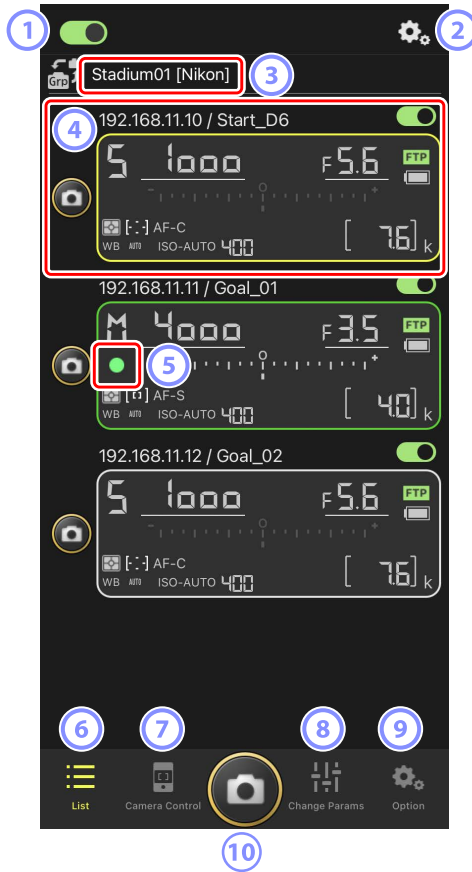 1
2
Grp
Stadium01 [Nikon]
3
4
192.168.11.10 / Start_D6
S 1000 F5.6 FTP
- 0 +
[ ] AF-C
WB AUTO ISO-AUTO 400 [ 7.6] k
192.168.11.11 / Goal_01
M 4000 F3.5 FTP
5
0 +
[ ] AF-S
WB AUTO ISO-AUTO 400 [ 4.0] k
192.168.11.12 / Goal_02
S 1000 F5.6 FTP
- 0 +
[ ] AF-C
WB AUTO ISO-AUTO 400 [ 7.6] k
6 7 8 9
List Camera Control Change Params Option
10